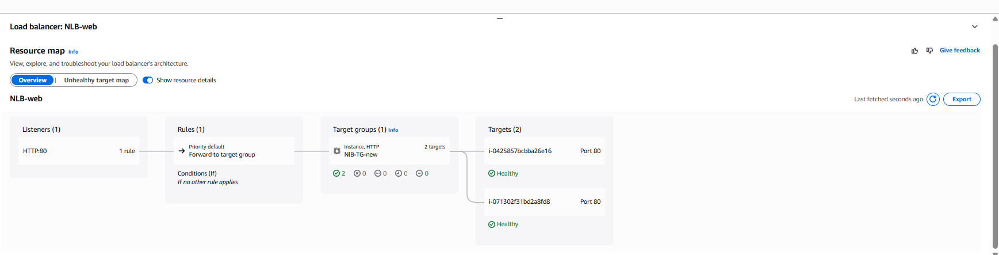 Load balancer: NLB-web
Resource map Info
Give feedback
View, explore, and troubleshoot your load balancer's architecture.
Overview
Unhealthy target map
Show resource details
NLB-web
Last fetched seconds ago
Export
Listeners (1)
HTTP:80
1 rule
Rules (1)
Priority default
Forward to target group
Conditions (If)
If no other rule applies
Target groups (1) Info
Instance, HTTP
2 targets
NlB-TG-new
2 0 0 0 0
Targets (2)
i-0425857bcbba26e16
Port 80
Healthy
i-071302f31bd2a8fd8
Port 80
Healthy